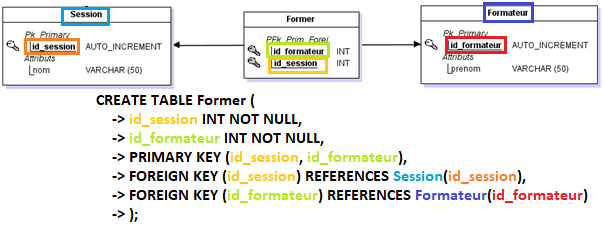 Session
Pk_Primary
id_session AUTO_INCREMENT
Attributs
nom VARCHAR (50)
Former
PFk_Prim_Forei
id_formateur INT
id_session INT
Formateur
Pk_Primary
id_formateur AUTO_INCREMENT
Attributs
prenom VARCHAR (50)
CREATE TABLE Former (
-> id_session INT NOT NULL,
-> id_formateur INT NOT NULL,
-> PRIMARY KEY (id_session, id_formateur),
-> FOREIGN KEY (id_session) REFERENCES Session(id_session),
-> FOREIGN KEY (id_formateur) REFERENCES Formateur(id_formateur)
-> );